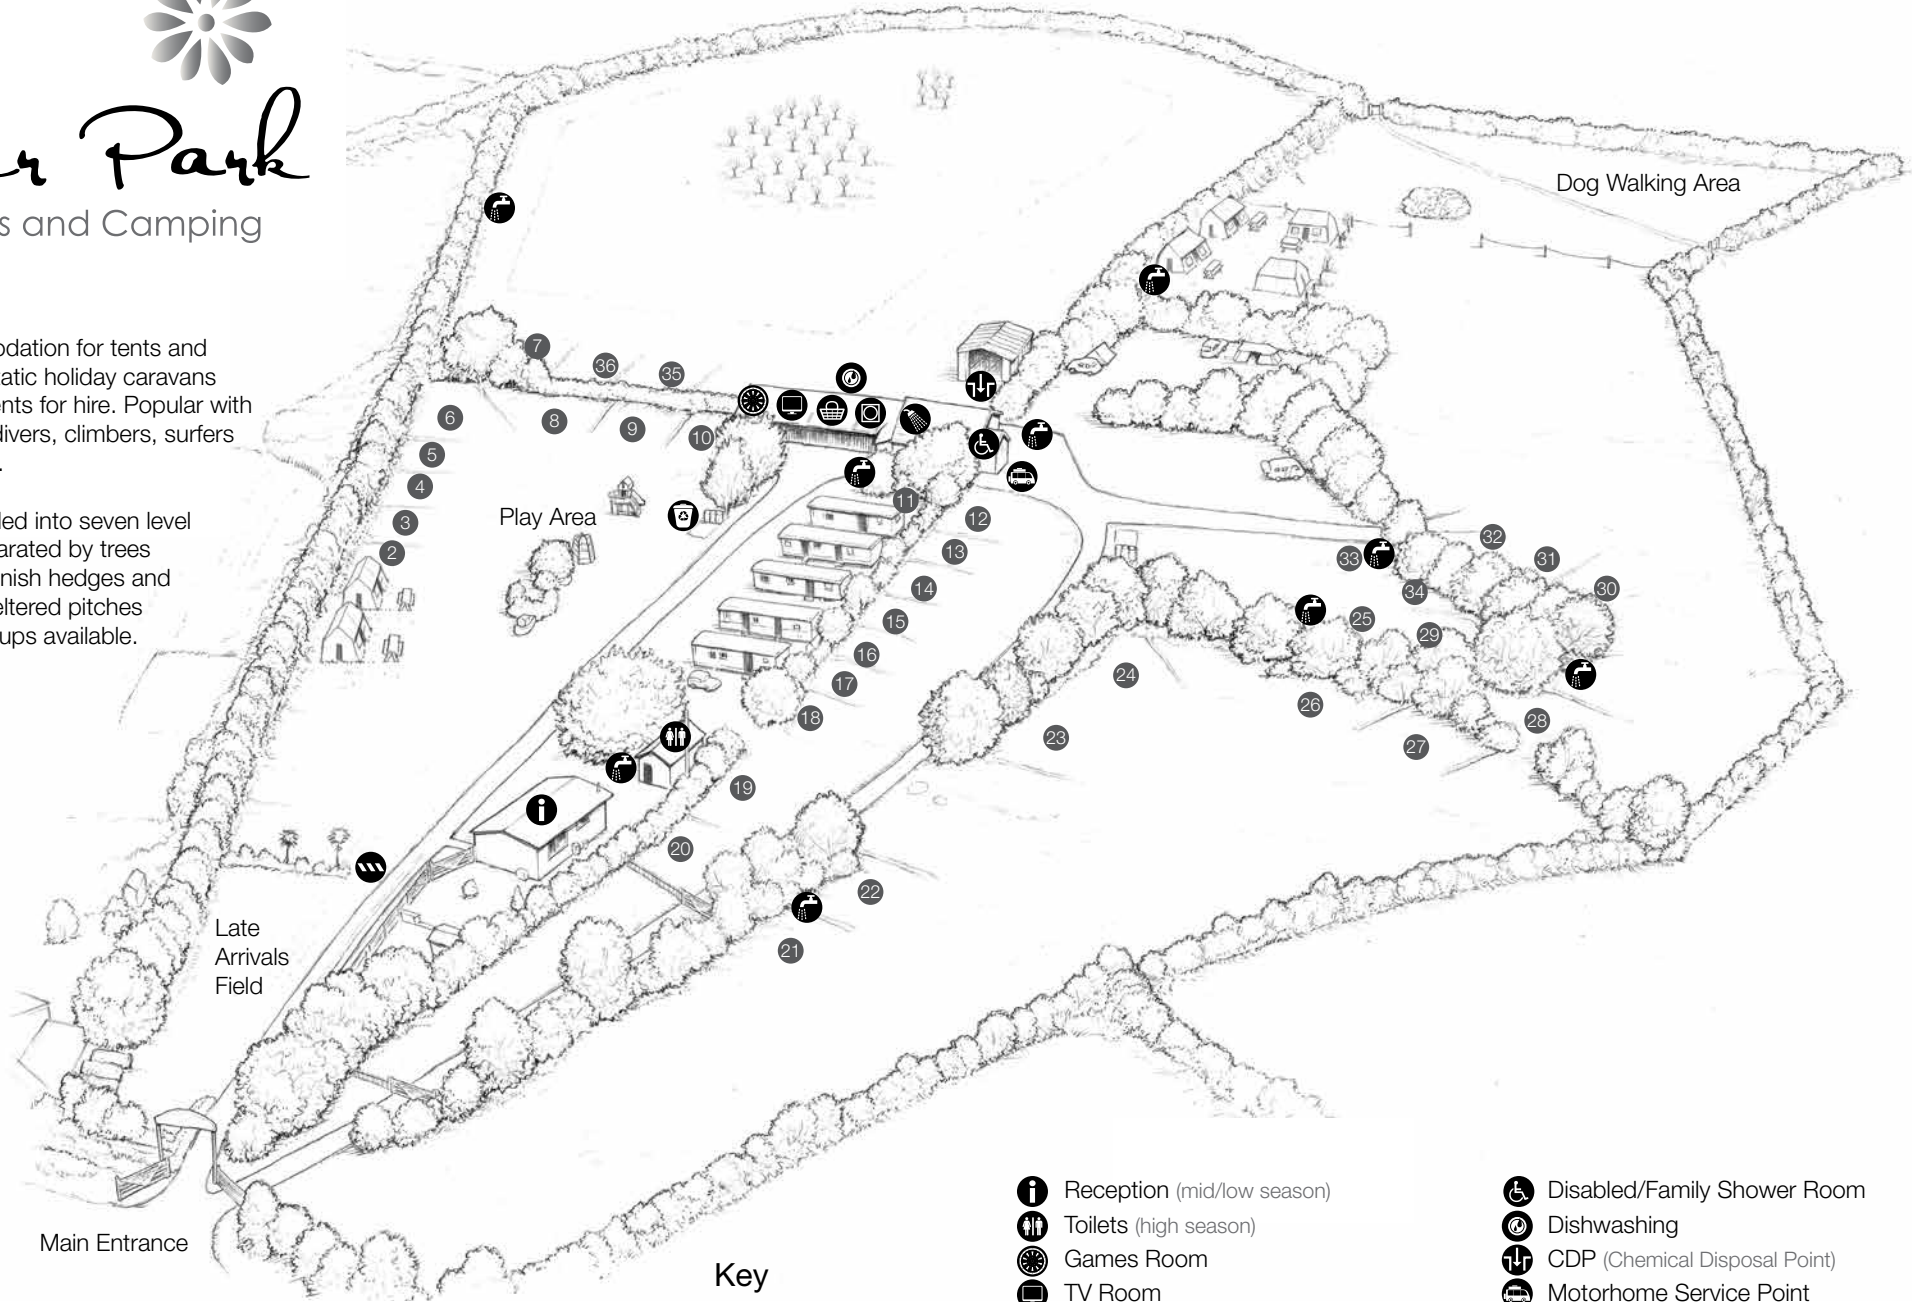 Park
s and Camping
odation for tents and
tatic holiday caravans
ents for hire. Popular with
divers, climbers, surfers
led into seven level
arated by trees
nish hedges and
eltered pitches
ups available.
Dog Walking Area
7
36
35
6
8
9
10
5
4
3
2
Play Area
11
12
13
14
15
16
17
18
19
20
21
22
23
24
25
26
27
28
29
30
31
32
33
34
Late
Arrivals
Field
Main Entrance
Key
Reception (mid/low season)
Toilets (high season)
Games Room
TV Room
Disabled/Family Shower Room
Dishwashing
CDP (Chemical Disposal Point)
Motorhome Service Point